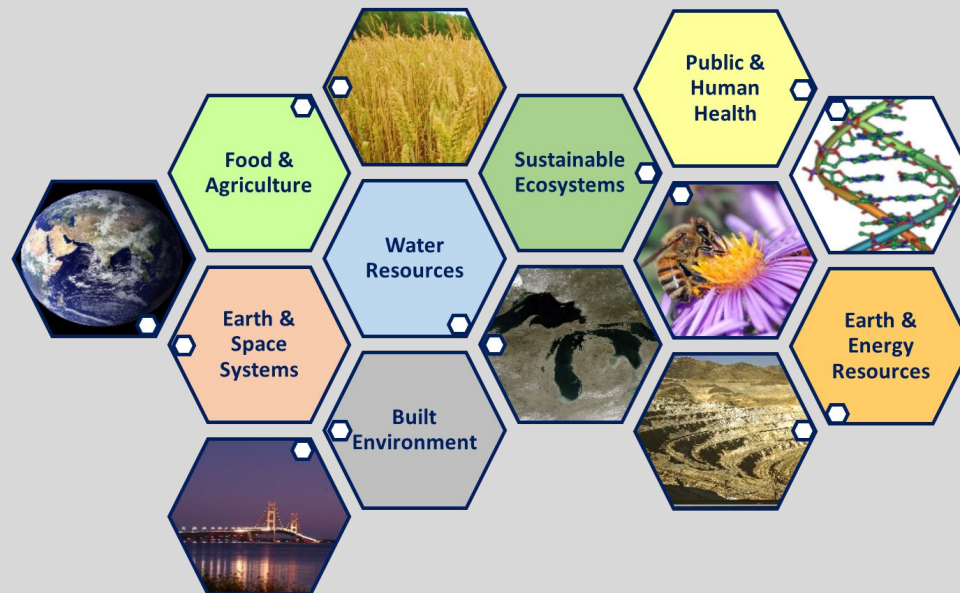 Public &
Human
Health
Food &
Agriculture
Sustainable
Ecosystems
Water
Resources
Earth &
Space
Systems
Earth &
Energy
Resources
Built
Environment